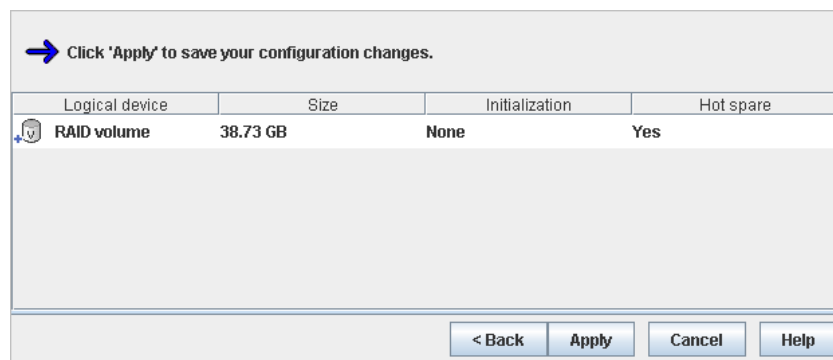 Click 'Apply' to save your configuration changes.
Logical device Size Initialization Hot spare
V RAID volume 38.73 GB None Yes
< Back Apply Cancel Help